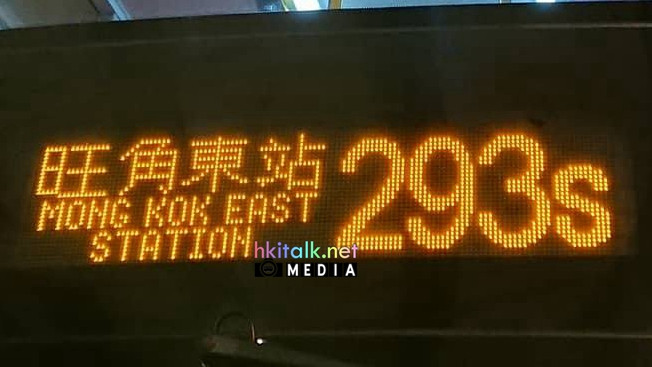 旺角東站
MONG KOK EAST
STATION
293s
hkitalk.net
MEDIA